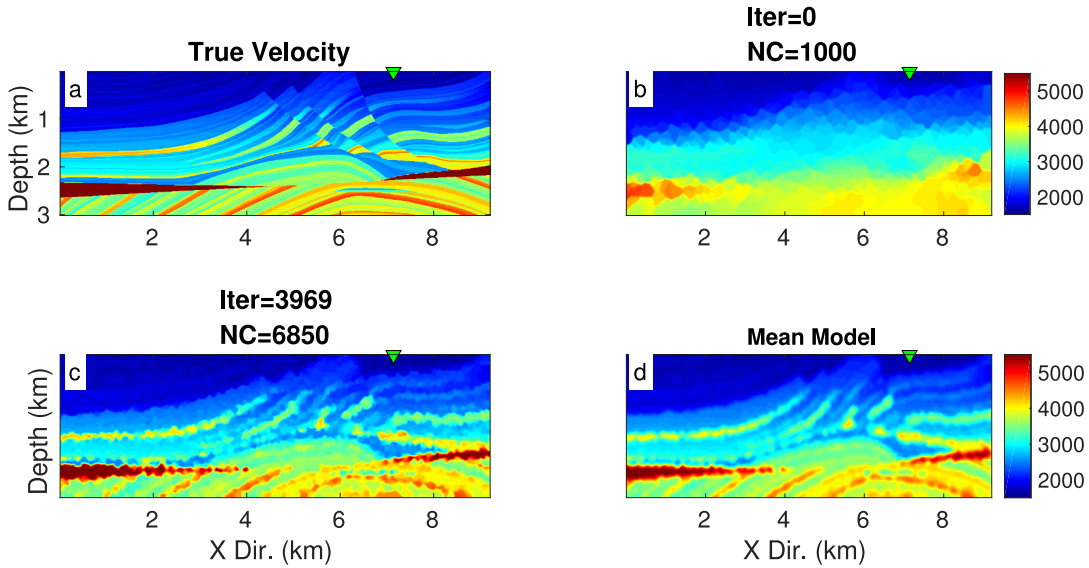 True Velocity
a
Depth (km)
1
2
3
2 4 6 8
Iter=0
NC=1000
b
5000
4000
3000
2000
2 4 6 8
Iter=3969
NC=6850
c
Depth (km)
2 4 6 8
X Dir. (km)
Mean Model
d
5000
4000
3000
2000
2 4 6 8
X Dir. (km)